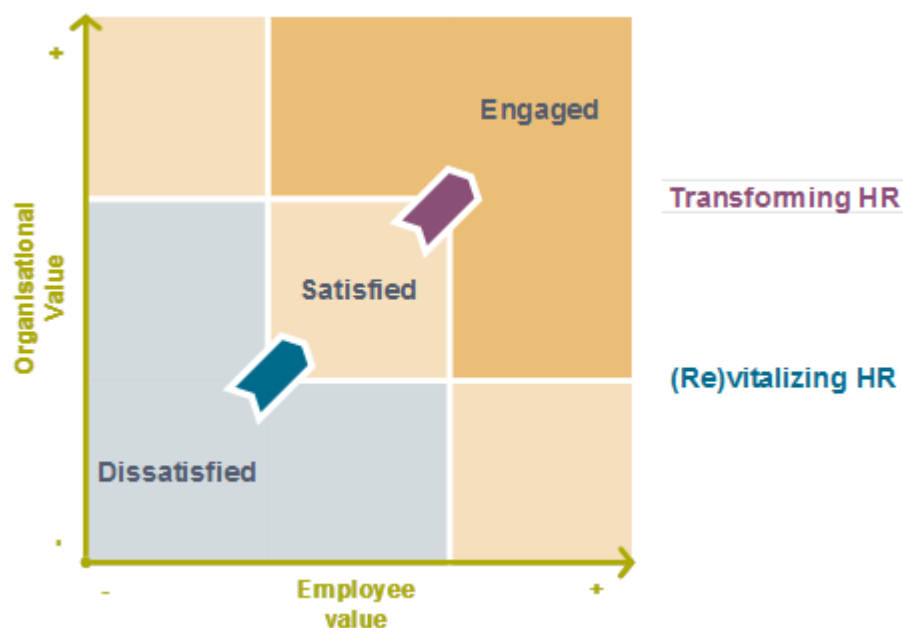 +
Engaged
Transforming HR
Organisational
Value
Satisfied
(Re)vitalizing HR
Dissatisfied
-
-
Employee
value
+